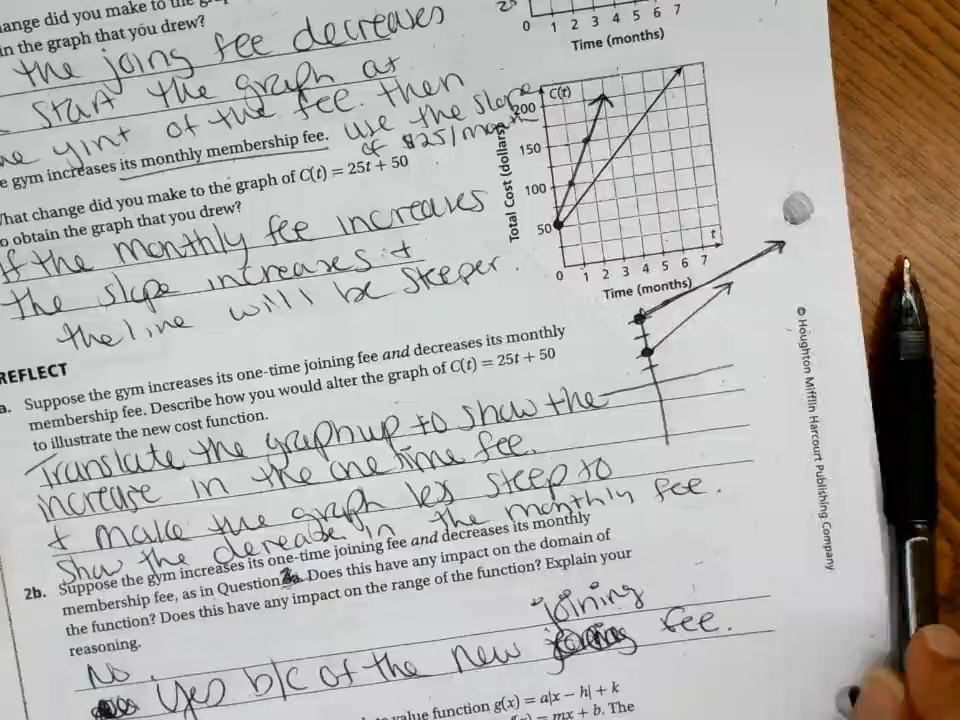 hange did you make to the
in the graph that you drew?
the joing fee decreases
start the graph at
he yint of the fee. then
use the slope
of $25/month
e gym increases its monthly membership fee.
What change did you make to the graph of C(t) = 25t + 50
o obtain the graph that you drew?
If the monthly fee increases
the slope increases &
the line will be steeper.
0 1 2 3 4 5 6 7
Time (months)
C(t)
200
150
100
50
Total Cost (dollars)
t
0 1 2 3 4 5 6 7
Time (months)
REFLECT
a. Suppose the gym increases its one-time joining fee and decreases its monthly
membership fee. Describe how you would alter the graph of C(t) = 25t + 50
to illustrate the new cost function.
Translate the graph up to show the
increase in the one time fee.
& make the graph les steep to
show the derease in the monthly fee.
2b. Suppose the gym increases its one-time joining fee and decreases its monthly
membership fee, as in Question 2a. Does this have any impact on the domain of
the function? Does this have any impact on the range of the function? Explain your
reasoning.
No.
Yes b/c of the new joining fee.
value function g(x) = a|x − h| + k
= mx + b. The
© Houghton Mifflin Harcourt Publishing Company